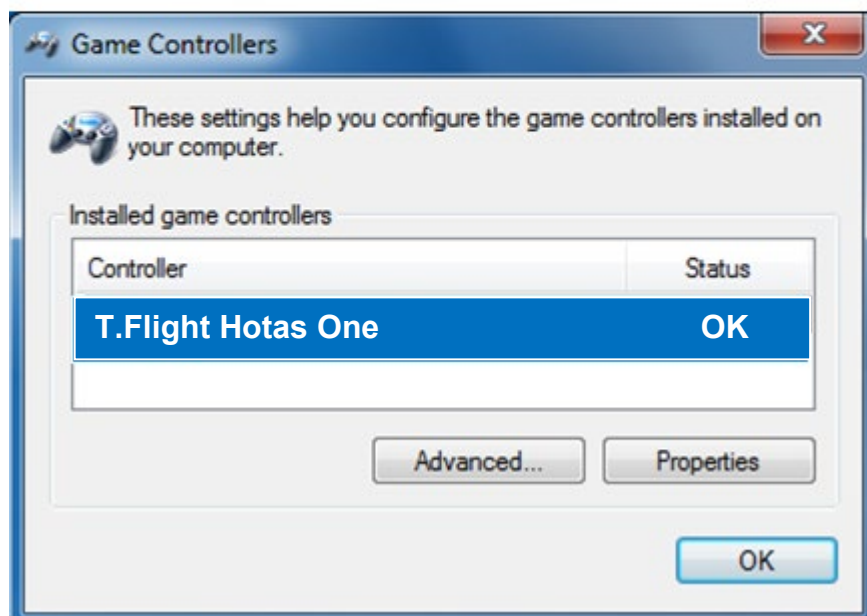 Game Controllers
These settings help you configure the game controllers installed on
your computer.
Installed game controllers
Controller Status
T.Flight Hotas One OK
Advanced... Properties
OK